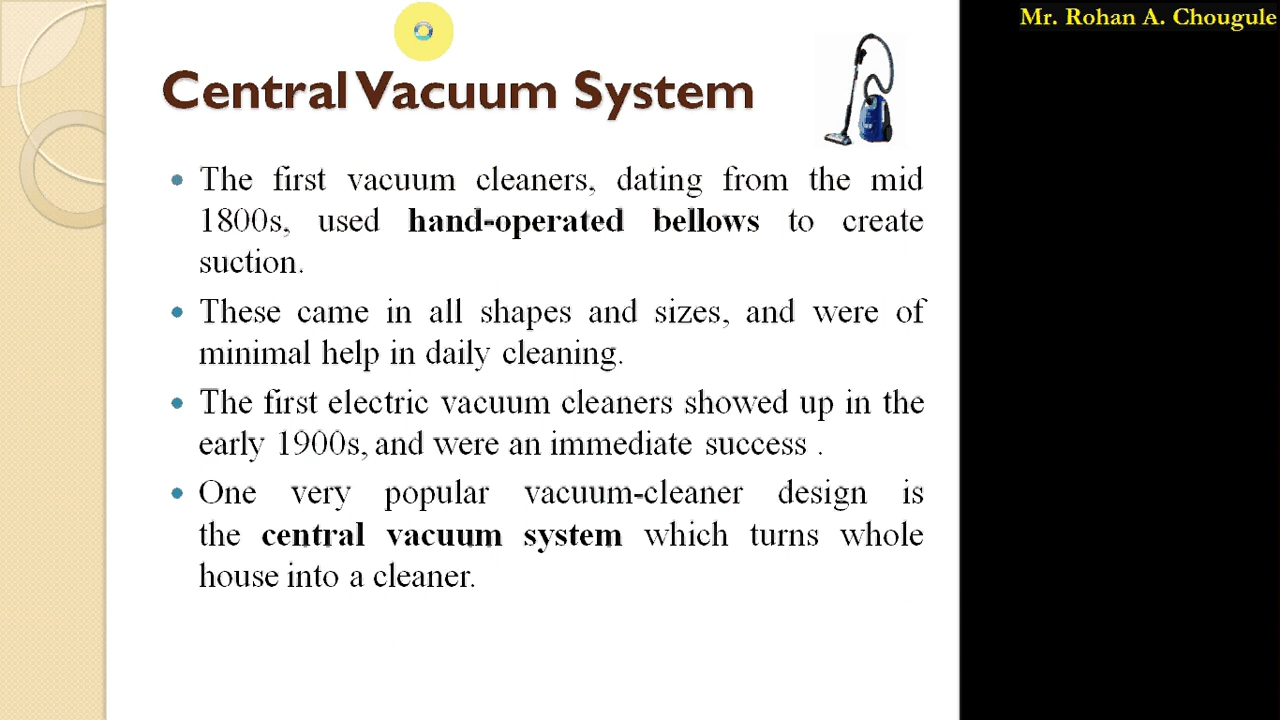 Mr. Rohan A. Chougule
Central Vacuum System
• The first vacuum cleaners, dating from the mid
1800s, used hand-operated bellows to create
suction.
• These came in all shapes and sizes, and were of
minimal help in daily cleaning.
• The first electric vacuum cleaners showed up in the
early 1900s, and were an immediate success .
• One very popular vacuum-cleaner design is
the central vacuum system which turns whole
house into a cleaner.